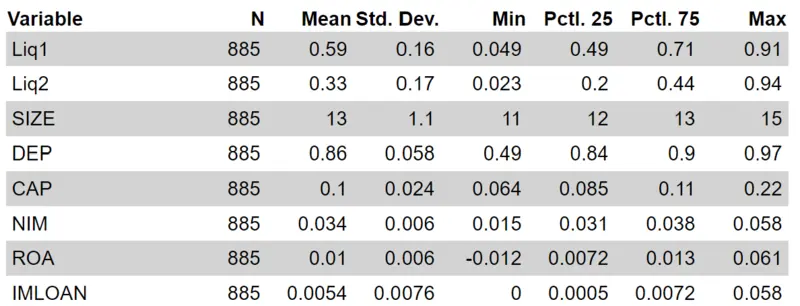 Variable N Mean Std. Dev. Min Pctl. 25 Pctl. 75 Max
Liq1 885 0.59 0.16 0.049 0.49 0.71 0.91
Liq2 885 0.33 0.17 0.023 0.2 0.44 0.94
SIZE 885 13 1.1 11 12 13 15
DEP 885 0.86 0.058 0.49 0.84 0.9 0.97
CAP 885 0.1 0.024 0.064 0.085 0.11 0.22
NIM 885 0.034 0.006 0.015 0.031 0.038 0.058
ROA 885 0.01 0.006 -0.012 0.0072 0.013 0.061
IMLOAN 885 0.0054 0.0076 0 0.0005 0.0072 0.058